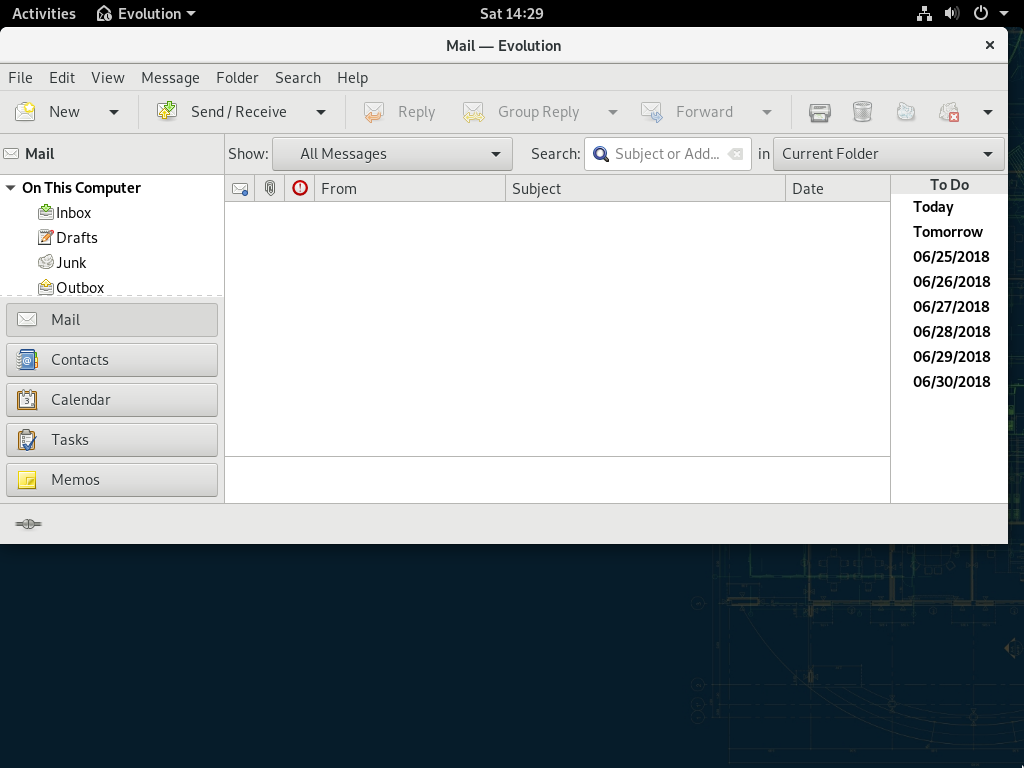 Activities Evolution Sat 14:29
Mail — Evolution
File Edit View Message Folder Search Help
New Send / Receive Reply Group Reply Forward
Mail Show: All Messages Search: Subject or Add... in Current Folder
On This Computer From Subject Date To Do
Inbox
Drafts
Junk
Outbox
Mail
Contacts
Calendar
Tasks
Memos
Today
Tomorrow
06/25/2018
06/26/2018
06/27/2018
06/28/2018
06/29/2018
06/30/2018